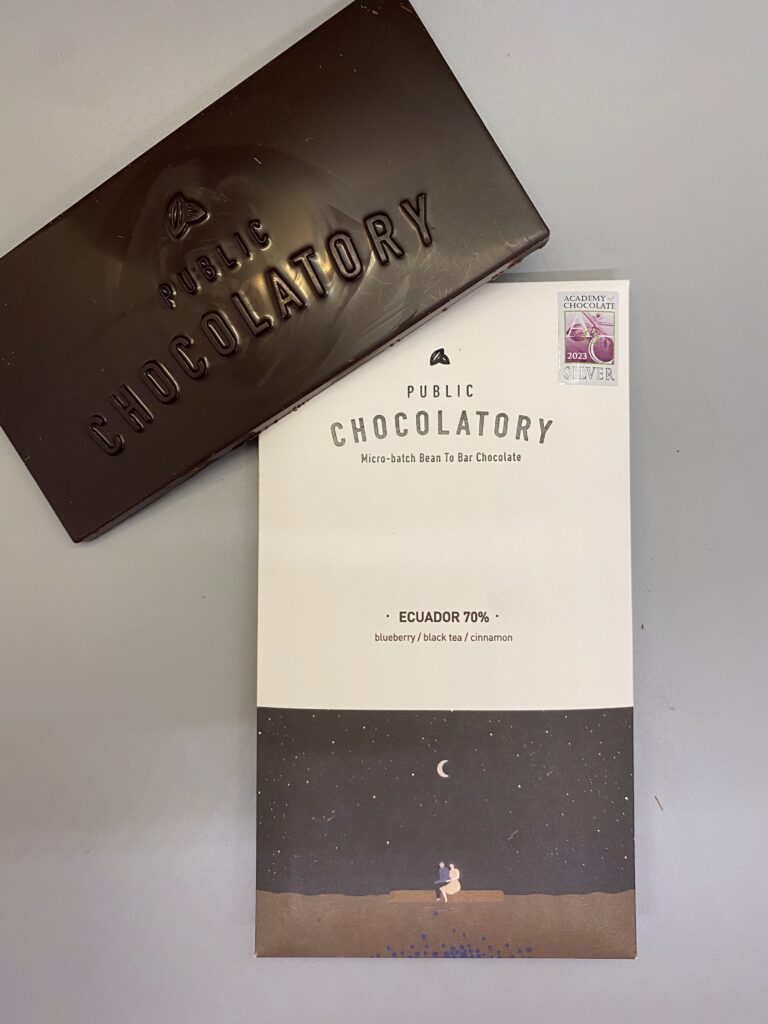 PUBLIC
CHOCOLATORY
ACADEMY of
CHOCOLATE
2023
SILVER
PUBLIC
CHOCOLATORY
Micro-batch Bean To Bar Chocolate
· ECUADOR 70% ·
blueberry / black tea / cinnamon